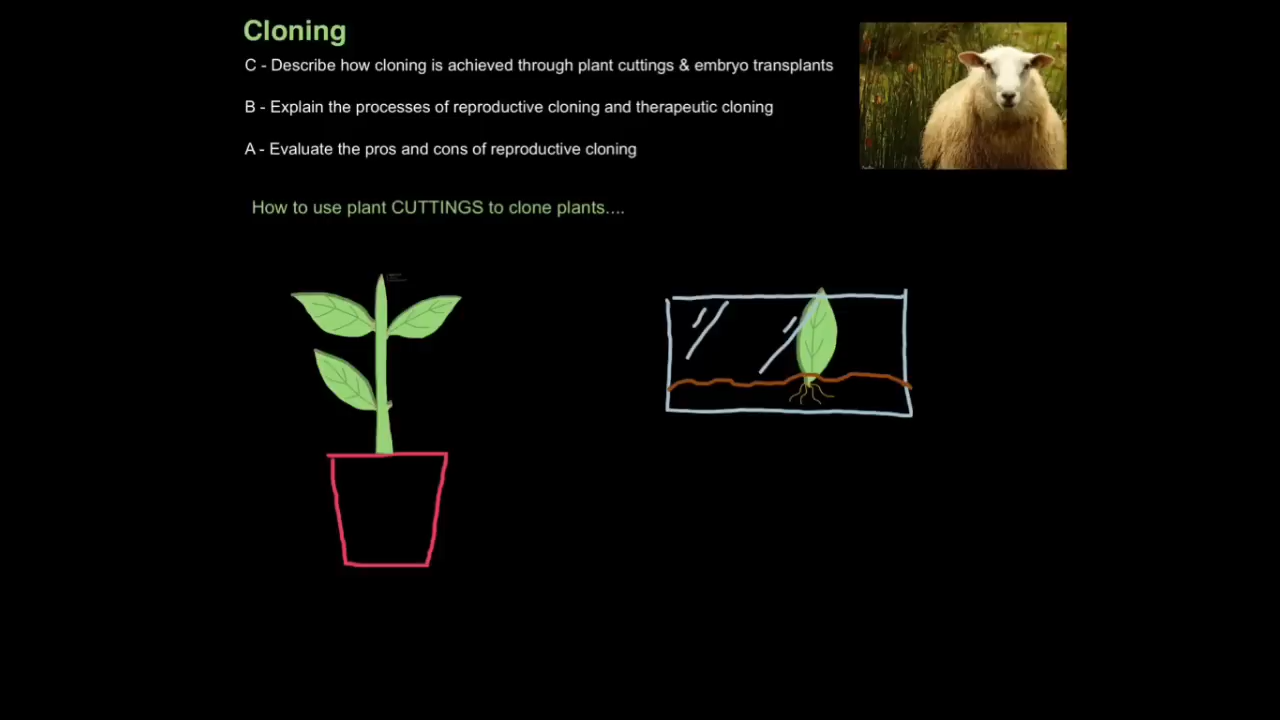 Cloning
C - Describe how cloning is achieved through plant cuttings & embryo transplants
B - Explain the processes of reproductive cloning and therapeutic cloning
A - Evaluate the pros and cons of reproductive cloning
How to use plant CUTTINGS to clone plants....